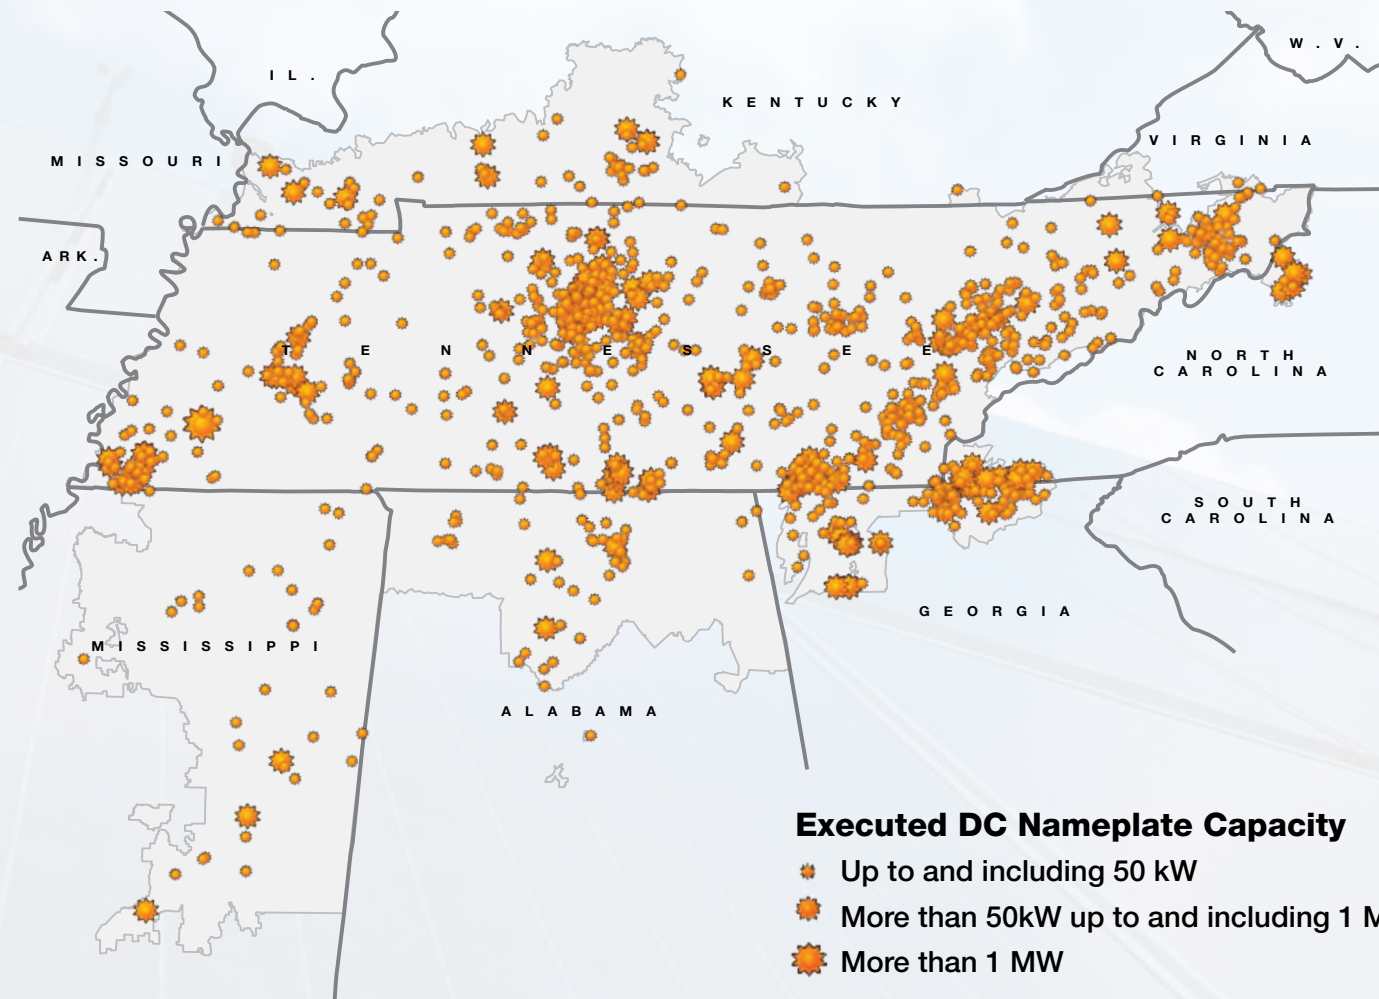 W.V.
IL.
KENTUCKY
VIRGINIA
MISSOURI
ARK.
TENNESSEE
NORTH
CAROLINA
SOUTH
CAROLINA
GEORGIA
MISSISSIPPI
ALABAMA
Executed DC Nameplate Capacity
Up to and including 50 kW
More than 50kW up to and including 1 M
More than 1 MW